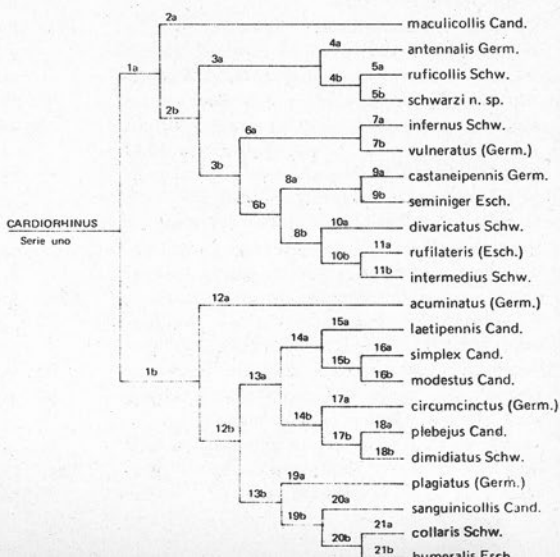 2a
maculicollis Cand.
1a
4a
antennalis Germ.
3a
5a
ruficollis Schw.
4b
5b
schwarzi n. sp.
2b
7a
infernus Schw.
6a
7b
vulneratus (Germ.)
3b
9a
castaneipennis Germ.
8a
9b
seminiger Esch.
6b
10a
divaricatus Schw.
8b
11a
rufilateris (Esch.)
10b
11b
intermedius Schw.
CARDIORHINUS
Serie uno
12a
acuminatus (Germ.)
1b
15a
laetipennis Cand.
14a
16a
simplex Cand.
15b
16b
modestus Cand.
13a
17a
circumcinctus (Germ.)
14b
18a
plebejus Cand.
17b
18b
dimidiatus Schw.
12b
19a
plagiatus (Germ.)
13b
20a
sanguinicollis Cand.
19b
21a
collaris Schw.
20b
21b
humeralis Esch.